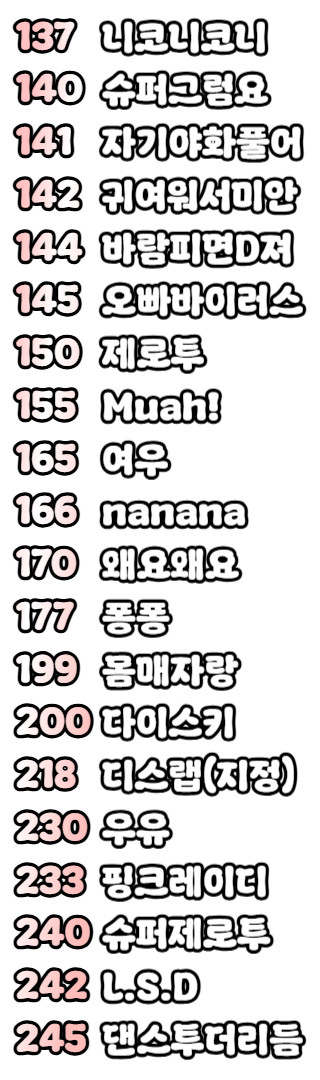 137 니코니코니
140 슈퍼그럼요
141 자기야화풀어
142 귀여워서미안
144 바람피면D져
145 오빠바이러스
150 제로투
155 Muah!
165 여우
166 nanana
170 왜요왜요
177 퐁퐁
199 몸매자랑
200 다이스키
218 디스랩(지정)
230 우유
233 핑크레이디
240 슈퍼제로투
242 L.S.D
245 댄스투더리듬